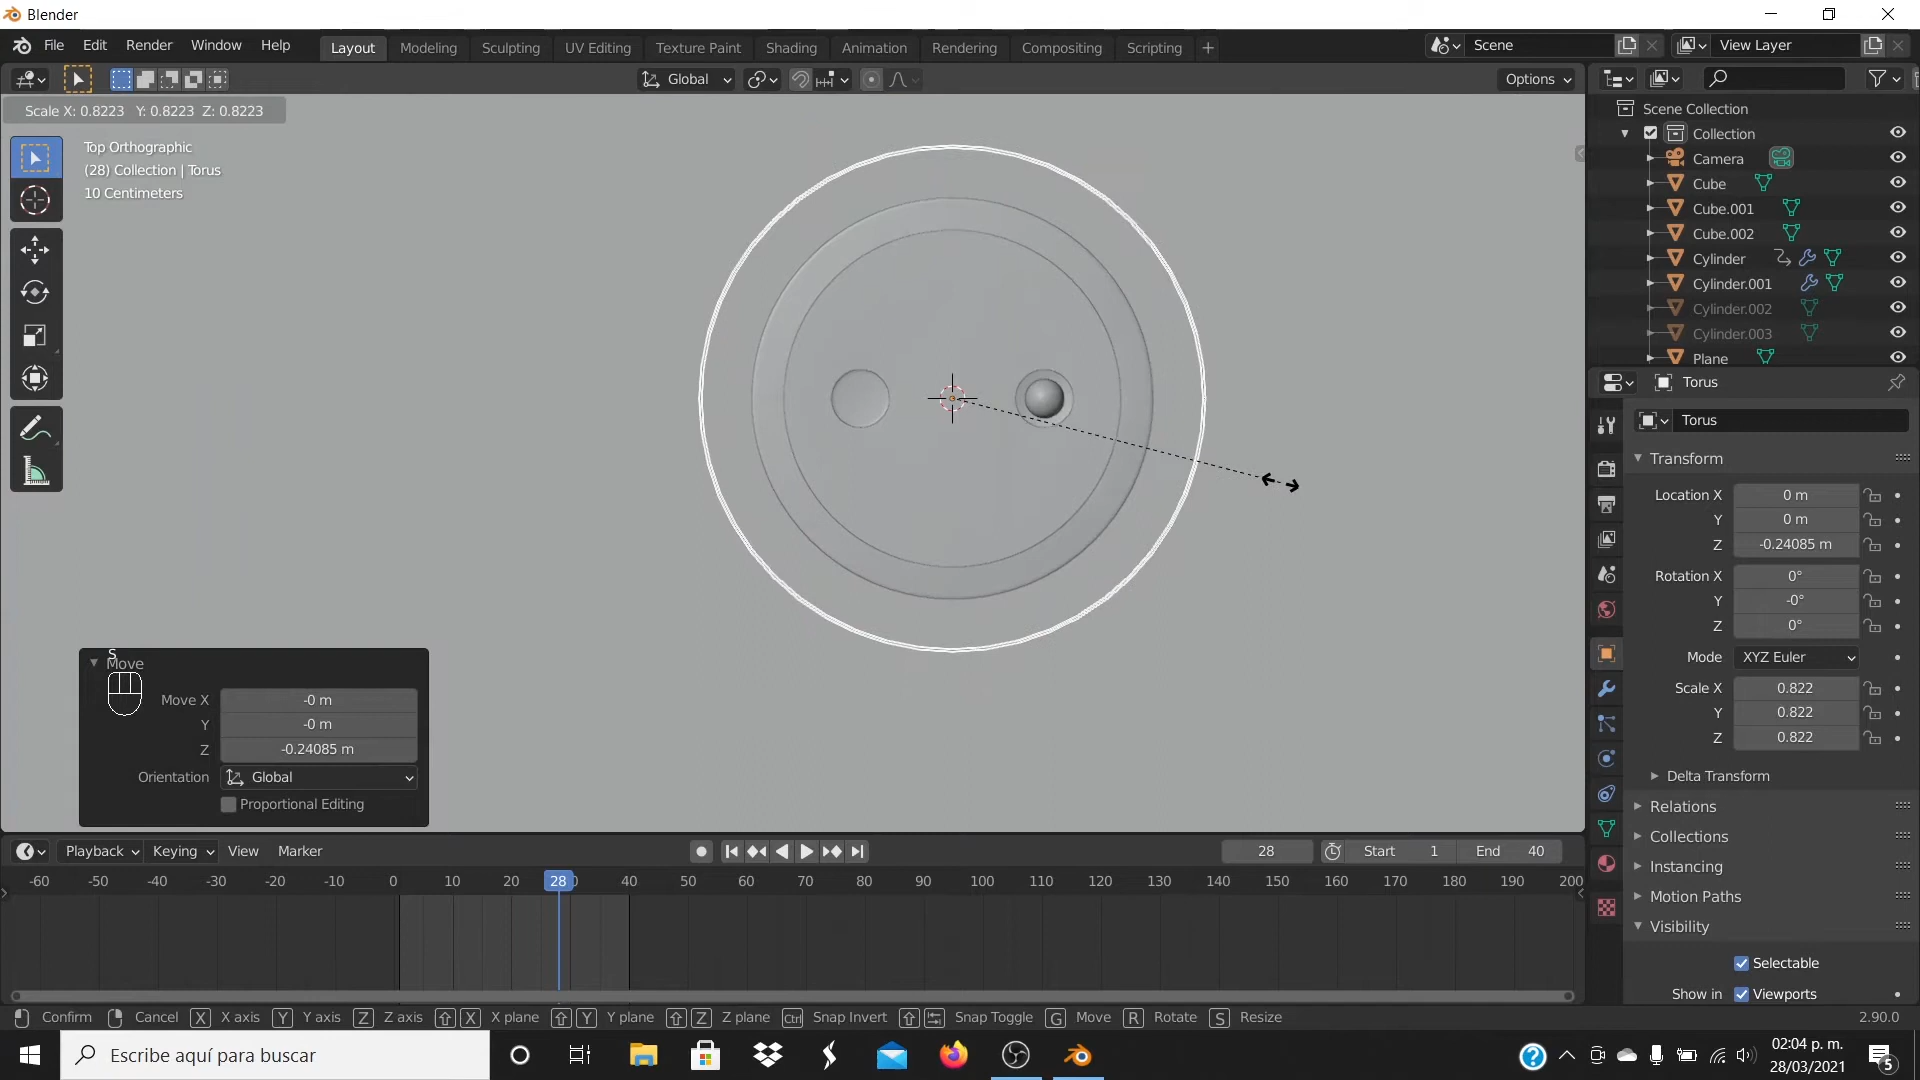 Blender
File Edit Render Window Help Layout Modeling Sculpting UV Editing Texture Paint Shading Animation Rendering Compositing Scripting + Scene View Layer
Global Options
Scale X: 0.8223 Y: 0.8223 Z: 0.8223
Top Orthographic
(28) Collection | Torus
10 Centimeters
Scene Collection
Collection
Camera
Cube
Cube.001
Cube.002
Cylinder
Cylinder.001
Cylinder.002
Cylinder.003
Plane
Torus
Torus
Transform
Location X 0 m
Y 0 m
Z -0.24085 m
Rotation X 0°
Y -0°
Z 0°
Mode XYZ Euler
Scale X 0.822
Y 0.822
Z 0.822
Delta Transform
Relations
Collections
Instancing
Motion Paths
Visibility
Selectable
Show in Viewports
S
Move
Move X -0 m
Y -0 m
Z -0.24085 m
Orientation Global
Proportional Editing
Playback Keying View Marker 28 Start 1 End 40
-60 -50 -40 -30 -20 -10 0 10 20 28 40 50 60 70 80 90 100 110 120 130 140 150 160 170 180 190 200
Confirm Cancel X X axis Y Y axis Z Z axis X X plane Y Y plane Z Z plane Ctrl Snap Invert Snap Toggle G Move R Rotate S Resize 2.90.0
Escribe aquí para buscar
02:04 p. m.
28/03/2021
5